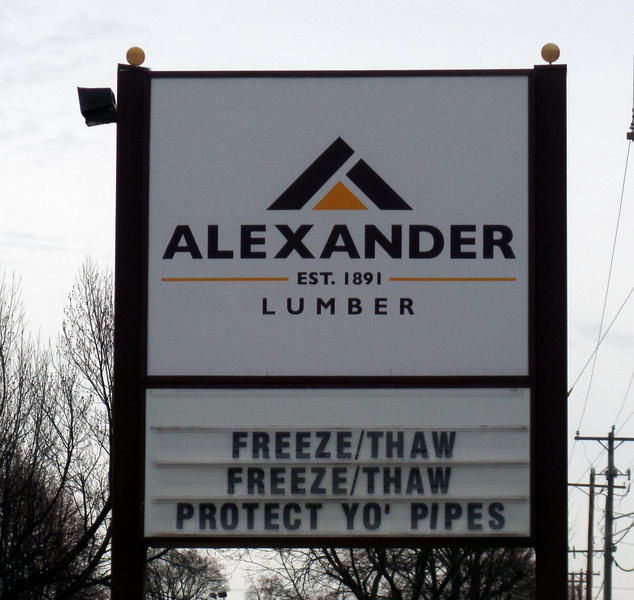 ALEXANDER
EST. 1891
LUMBER
FREEZE/THAW
FREEZE/THAW
PROTECT YO' PIPES